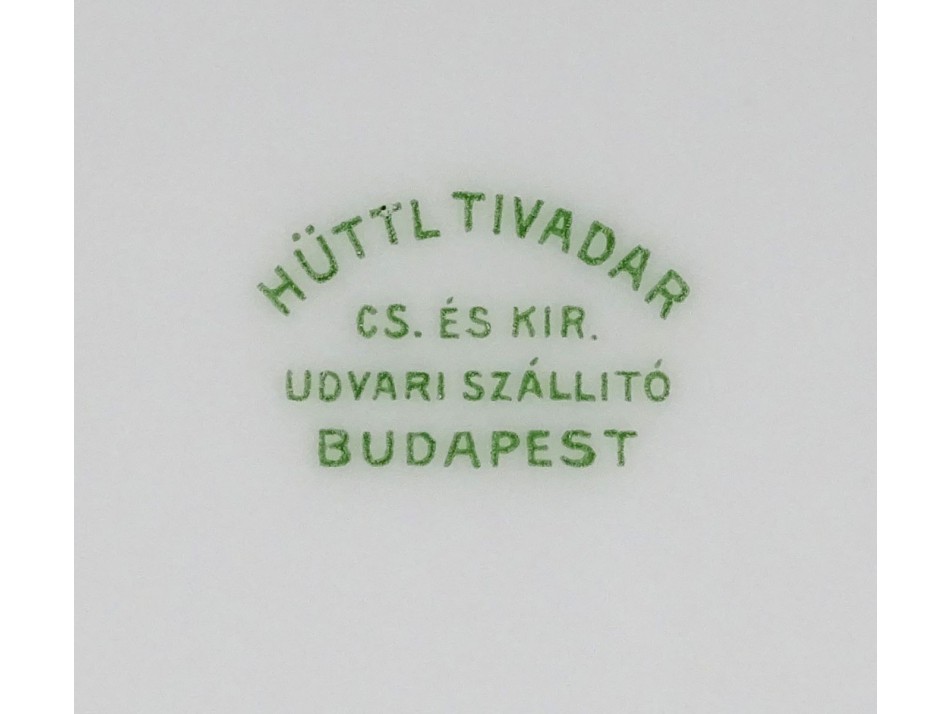 HÜTTL TIVADAR
CS. ÉS KIR.
UDVARI SZÁLLITÓ
BUDAPEST